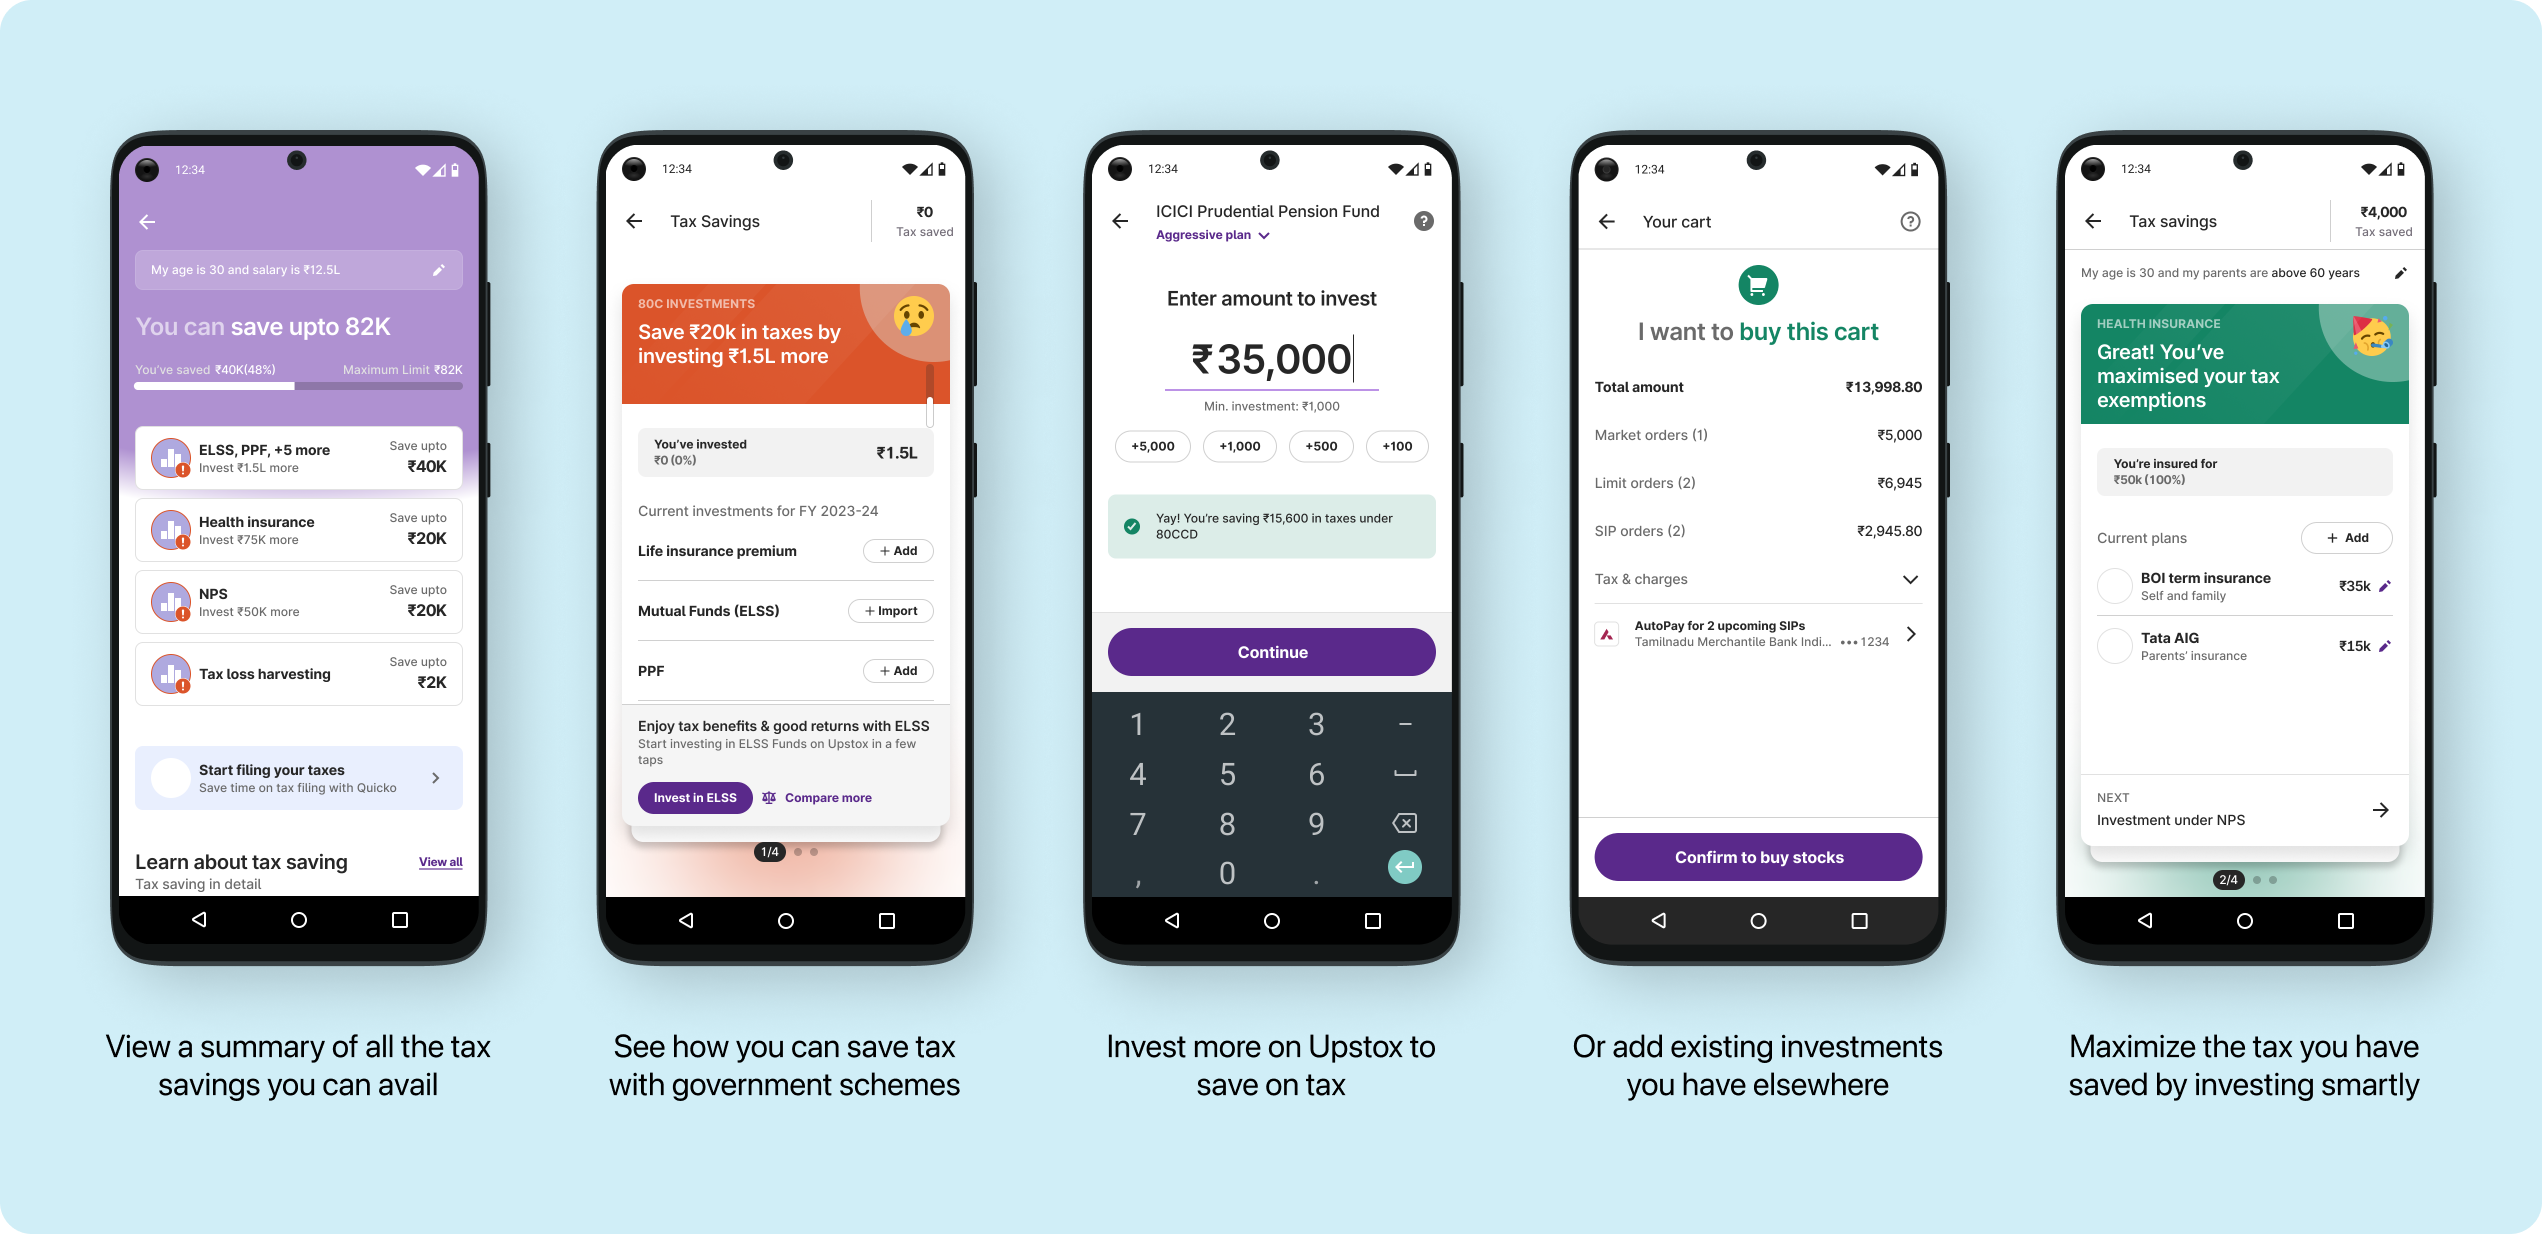 12:34
My age is 30 and salary is ₹12.5L
You can save upto 82K
You've saved ₹40K(48%) Maximum Limit ₹82K
ELSS, PPF, +5 more Save upto
Invest ₹1.5L more ₹40K
Health insurance Save upto
Invest ₹75K more ₹20K
NPS Save upto
Invest ₹50K more ₹20K
Tax loss harvesting Save upto
₹2K
Start filing your taxes
Save time on tax filing with Quicko
Learn about tax saving View all
Tax saving in detail
View a summary of all the tax
savings you can avail
12:34
Tax Savings ₹0
Tax saved
80C INVESTMENTS
Save ₹20k in taxes by
investing ₹1.5L more
You've invested
₹0 (0%) ₹1.5L
Current investments for FY 2023-24
Life insurance premium + Add
Mutual Funds (ELSS) + Import
PPF + Add
Enjoy tax benefits & good returns with ELSS
Start investing in ELSS Funds on Upstox in a few
taps
Invest in ELSS Compare more
1/4
See how you can save tax
with government schemes
12:34
ICICI Prudential Pension Fund ?
Aggressive plan
Enter amount to invest
₹35,000
Min. investment: ₹1,000
+5,000 +1,000 +500 +100
Yay! You're saving ₹15,600 in taxes under
80CCD
Continue
1 2 3 –
4 5 6
7 8 9
, 0 .
Invest more on Upstox to
save on tax
12:34
Your cart ?
I want to buy this cart
Total amount ₹13,998.80
Market orders (1) ₹5,000
Limit orders (2) ₹6,945
SIP orders (2) ₹2,945.80
Tax & charges
AutoPay for 2 upcoming SIPs
Tamilnadu Merchantile Bank Indi... •••1234
Confirm to buy stocks
Or add existing investments
you have elsewhere
12:34
Tax savings ₹4,000
Tax saved
My age is 30 and my parents are above 60 years
HEALTH INSURANCE
Great! You've
maximised your tax
exemptions
You're insured for
₹50k (100%)
Current plans + Add
BOI term insurance ₹35k
Self and family
Tata AIG ₹15k
Parents' insurance
NEXT
Investment under NPS
2/4
Maximize the tax you have
saved by investing smartly